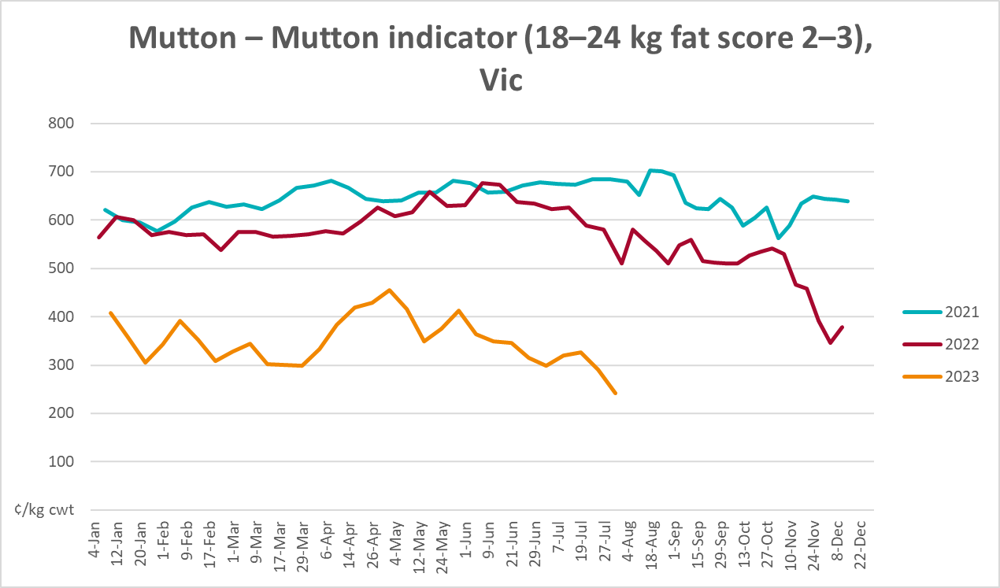 Mutton – Mutton indicator (18–24 kg fat score 2–3),
Vic
800
700
600
500
400
300
200
100
¢/kg cwt
4-Jan
12-Jan
20-Jan
1-Feb
9-Feb
17-Feb
1-Mar
9-Mar
17-Mar
29-Mar
6-Apr
14-Apr
26-Apr
4-May
12-May
24-May
1-Jun
9-Jun
21-Jun
29-Jun
7-Jul
19-Jul
27-Jul
4-Aug
18-Aug
1-Sep
15-Sep
29-Sep
13-Oct
27-Oct
10-Nov
24-Nov
8-Dec
22-Dec
2021
2022
2023